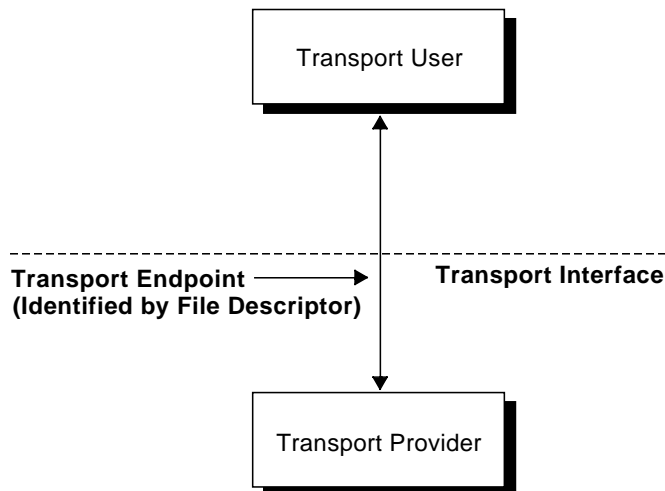 Transport User
Transport Endpoint
(Identified by File Descriptor)
Transport Interface
Transport Provider